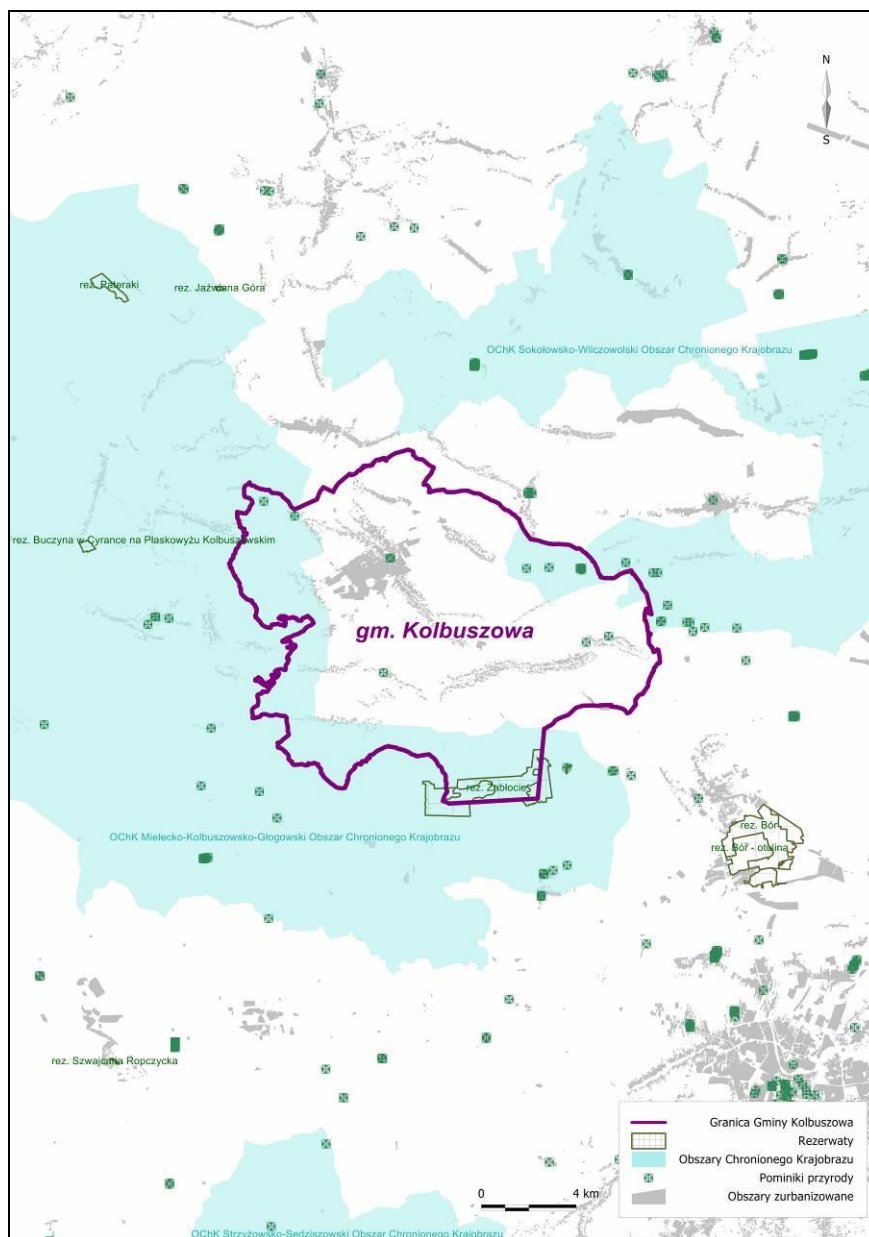 N
S
rez. Pateraki
rez. Jaźwiana Góra
OChK Sokołowsko-Wilczowolski Obszar Chronionego Krajobrazu
rez. Buczyna w Cyrance na Płaskowyżu Kolbuszowskim
gm. Kolbuszowa
rez. Zabłocie
OChK Mielecko-Kolbuszowsko-Głogowski Obszar Chronionego Krajobrazu
rez. Bór
rez. Bór - otulina
rez. Szwajcaria Ropczycka
Granica Gminy Kolbuszowa
Rezerwaty
Obszary Chronionego Krajobrazu
Pominiki przyrody
Obszary zurbanizowane
0 4 km
OChK Strzyżowsko-Sędziszowski Obszar Chronionego Krajobrazu